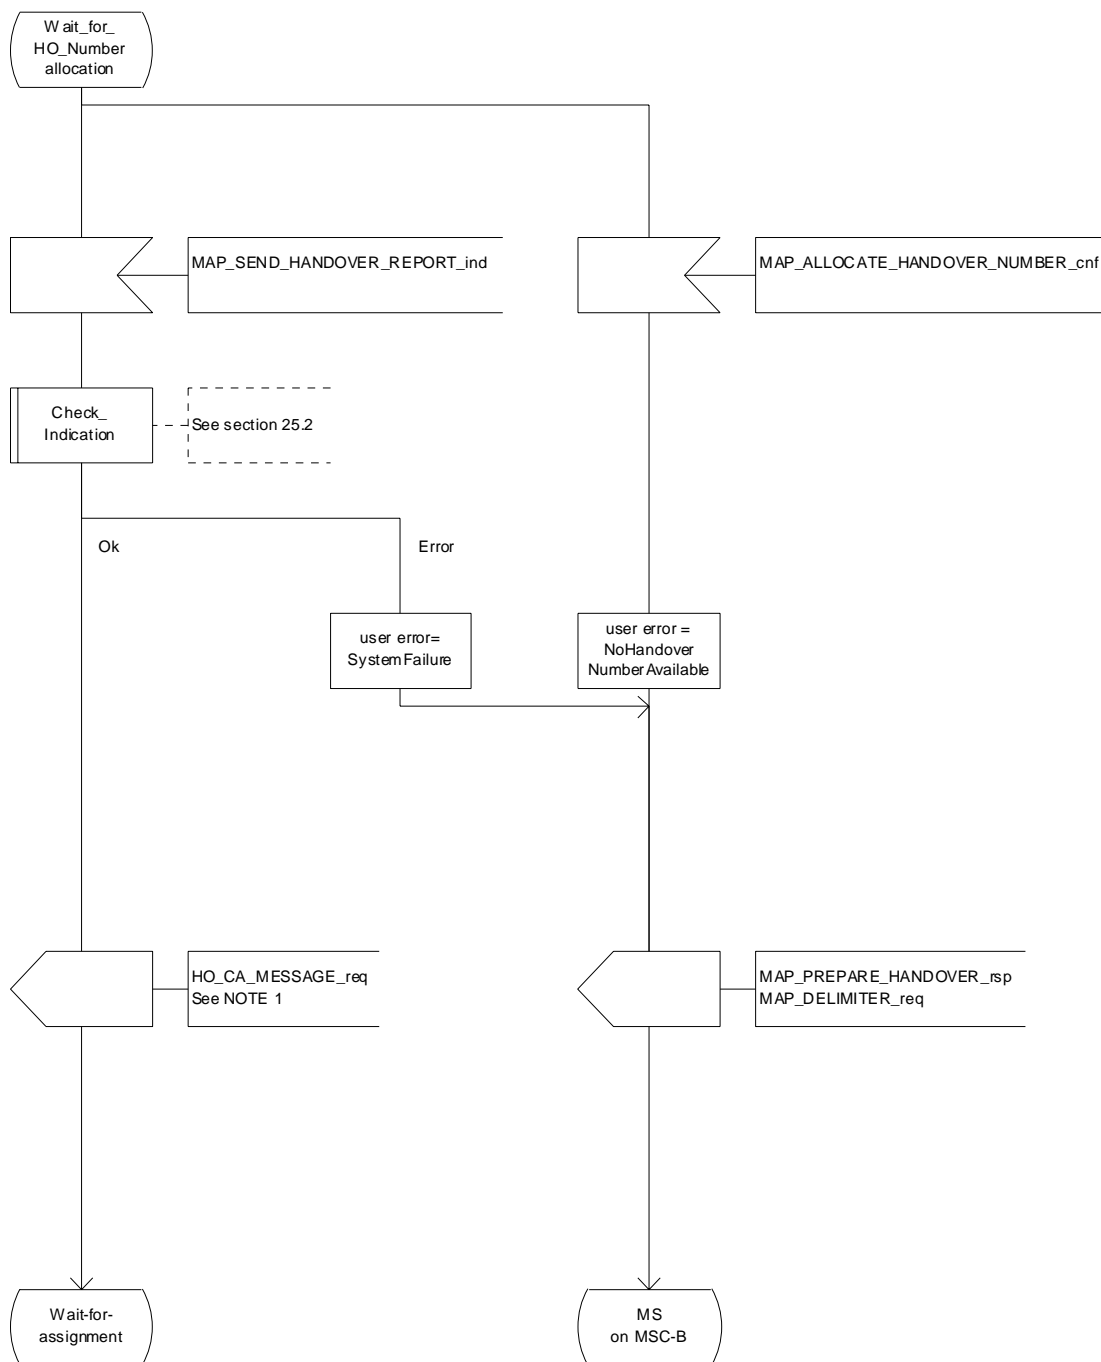 Wait_for_
HO_Number
allocation
MAP_SEND_HANDOVER_REPORT_ind
MAP_ALLOCATE_HANDOVER_NUMBER_cnf
Check_
Indication
See section 25.2
Ok
Error
user error=
SystemFailure
user error =
NoHandover
NumberAvailable
HO_CA_MESSAGE_req
See NOTE 1
MAP_PREPARE_HANDOVER_rsp
MAP_DELIMITER_req
Wait-for-
assignment
MS
on MSC-B